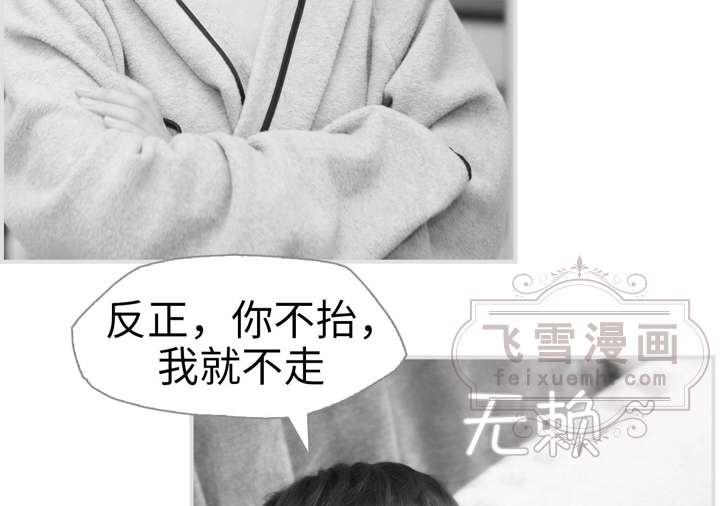 反正，你不抬，
我就不走
飞雪漫画
feixuemh.com
无赖~